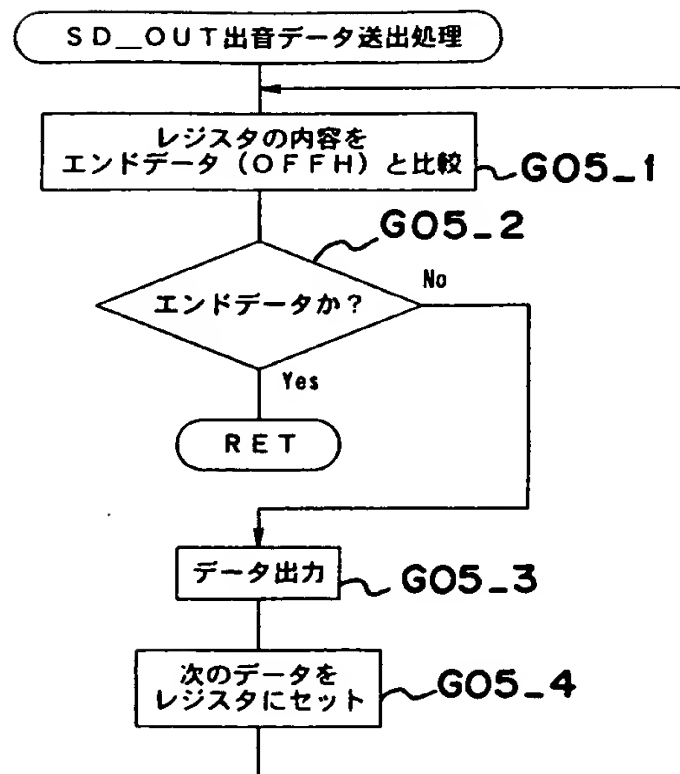 SD__OUT出音データ送出処理
レジスタの内容を
エンドデータ(OFFH)と比較
G05_1
G05_2
エンドデータか?
No
Yes
RET
データ出力
G05_3
次のデータを
レジスタにセット
G05_4